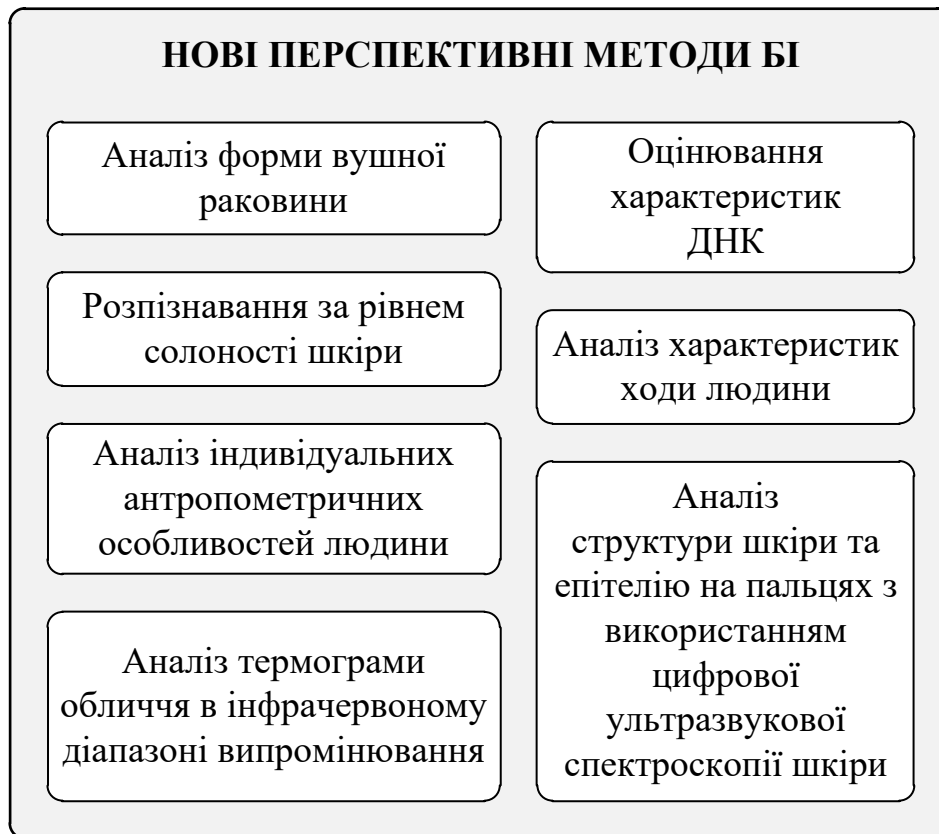 НОВІ ПЕРСПЕКТИВНІ МЕТОДИ БІ
Аналіз форми вушної
раковини
Розпізнавання за рівнем
солоності шкіри
Аналіз індивідуальних
антропометричних
особливостей людини
Аналіз термограми
обличчя в інфрачервоному
діапазоні випромінювання
Оцінювання
характеристик
ДНК
Аналіз характеристик
ходи людини
Аналіз
структури шкіри та
епітелію на пальцях з
використанням
цифрової
ультразвукової
спектроскопії шкіри